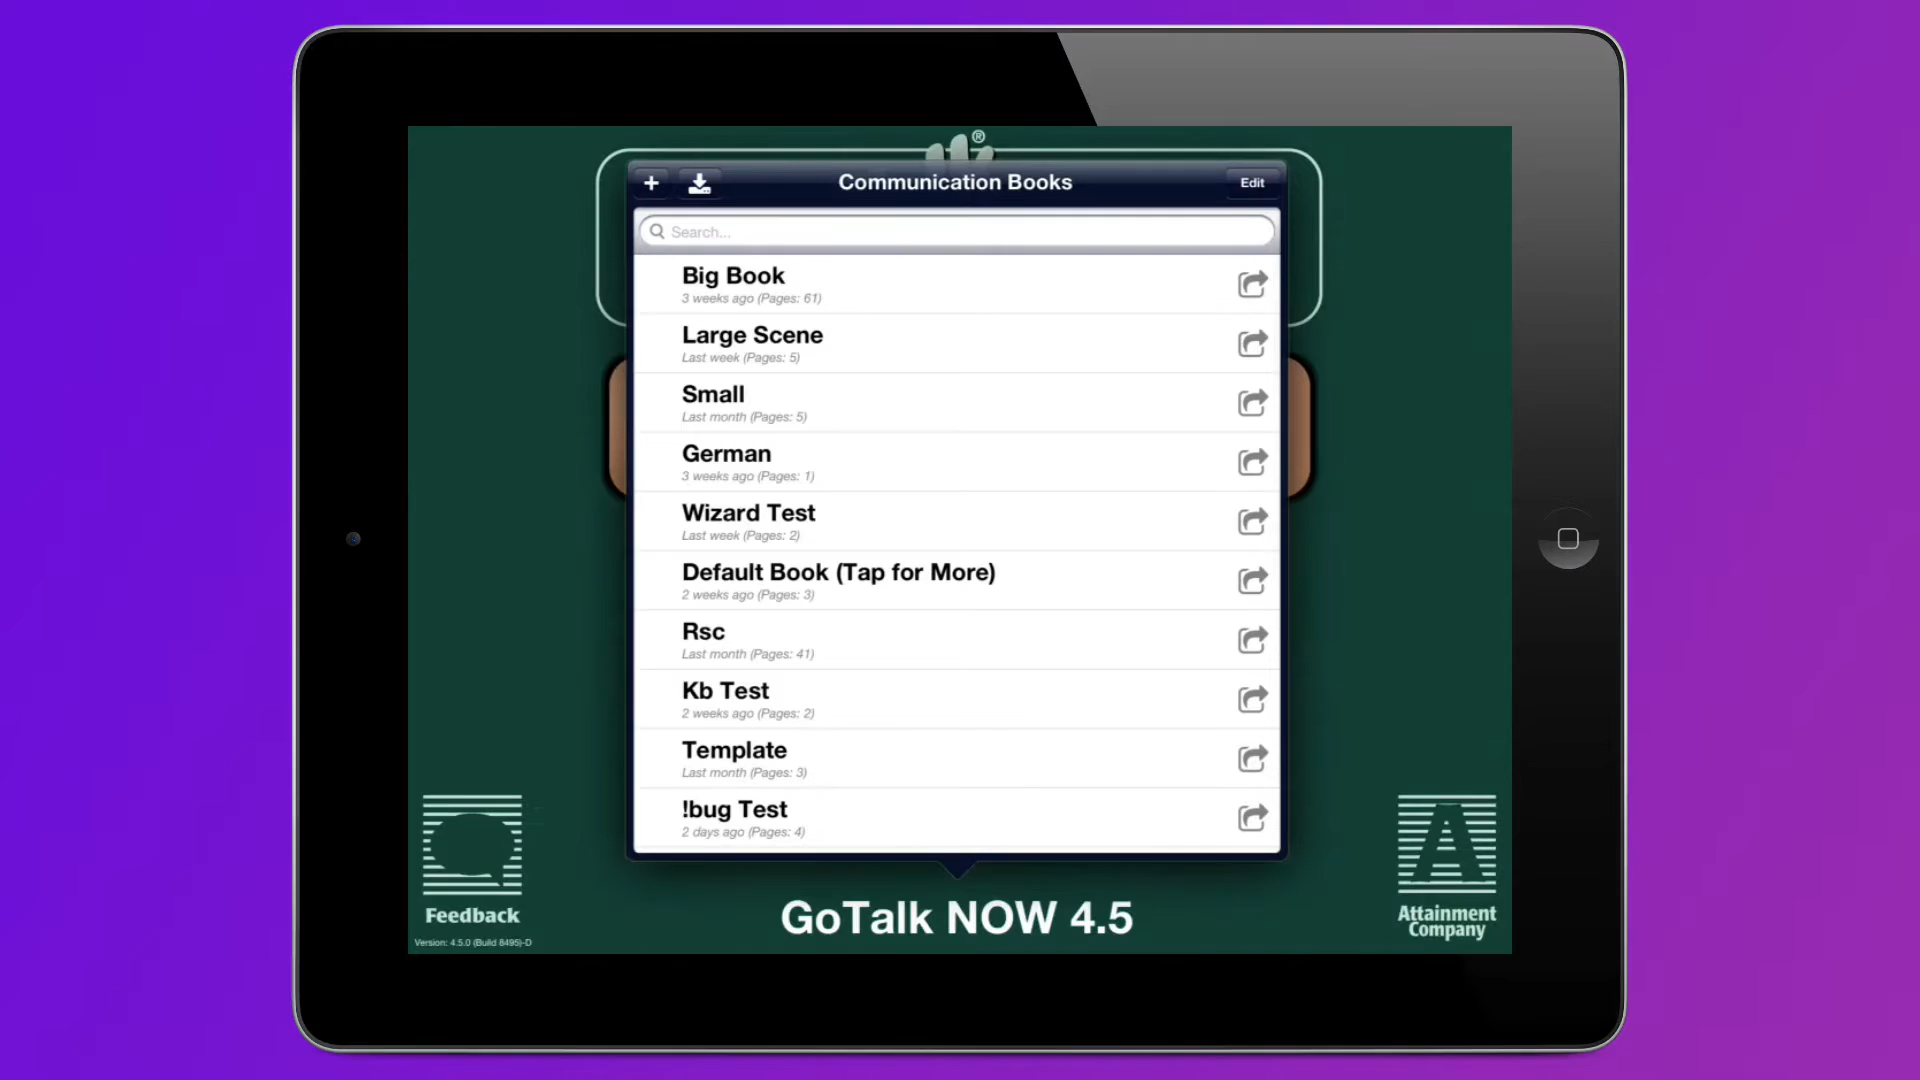 ®
Communication Books
Edit
Search...
Big Book
3 weeks ago (Pages: 61)
Large Scene
Last week (Pages: 5)
Small
Last month (Pages: 5)
German
3 weeks ago (Pages: 1)
Wizard Test
Last week (Pages: 2)
Default Book (Tap for More)
2 weeks ago (Pages: 3)
Rsc
Last month (Pages: 41)
Kb Test
2 weeks ago (Pages: 2)
Template
Last month (Pages: 3)
!bug Test
2 days ago (Pages: 4)
Feedback
Version: 4.5.0 (Build 8495)-D
GoTalk NOW 4.5
A
Attainment
Company